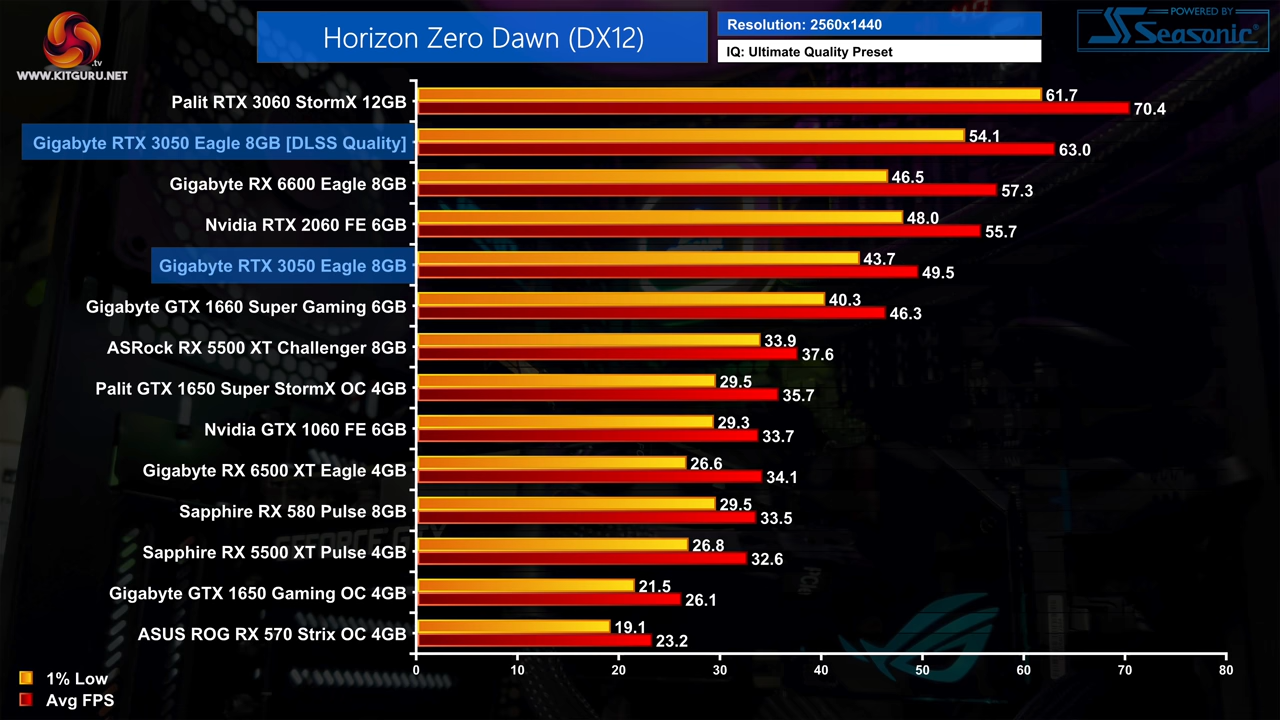 .tv
WWW.KITGURU.NET
Horizon Zero Dawn (DX12)
Resolution: 2560x1440
IQ: Ultimate Quality Preset
POWERED BY
Seasonic
Palit RTX 3060 StormX 12GB
61.7
70.4
Gigabyte RTX 3050 Eagle 8GB [DLSS Quality]
54.1
63.0
Gigabyte RX 6600 Eagle 8GB
46.5
57.3
Nvidia RTX 2060 FE 6GB
48.0
55.7
Gigabyte RTX 3050 Eagle 8GB
43.7
49.5
Gigabyte GTX 1660 Super Gaming 6GB
40.3
46.3
ASRock RX 5500 XT Challenger 8GB
33.9
37.6
Palit GTX 1650 Super StormX OC 4GB
29.5
35.7
Nvidia GTX 1060 FE 6GB
29.3
33.7
Gigabyte RX 6500 XT Eagle 4GB
26.6
34.1
Sapphire RX 580 Pulse 8GB
29.5
33.5
Sapphire RX 5500 XT Pulse 4GB
26.8
32.6
Gigabyte GTX 1650 Gaming OC 4GB
21.5
26.1
ASUS ROG RX 570 Strix OC 4GB
19.1
23.2
0 10 20 30 40 50 60 70 80
1% Low
Avg FPS